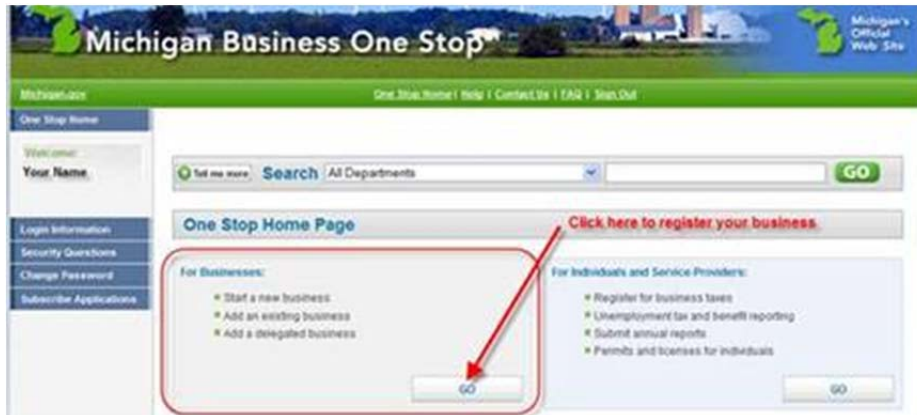 Michigan Business One Stop
Michigan's
Official
Web Site
Michigan.gov
One Stop Home | Help | Contact Us | FAQ | Sign Out
One Stop Home
Welcome:
Your Name
Tell me more
Search
All Departments
GO
One Stop Home Page
Click here to register your business
Login Information
Security Questions
Change Password
Subscribe Applications
For Businesses:
Start a new business
Add an existing business
Add a delegated business
GO
For Individuals and Service Providers:
Register for business taxes
Unemployment tax and benefit reporting
Submit annual reports
Permits and licenses for individuals
GO